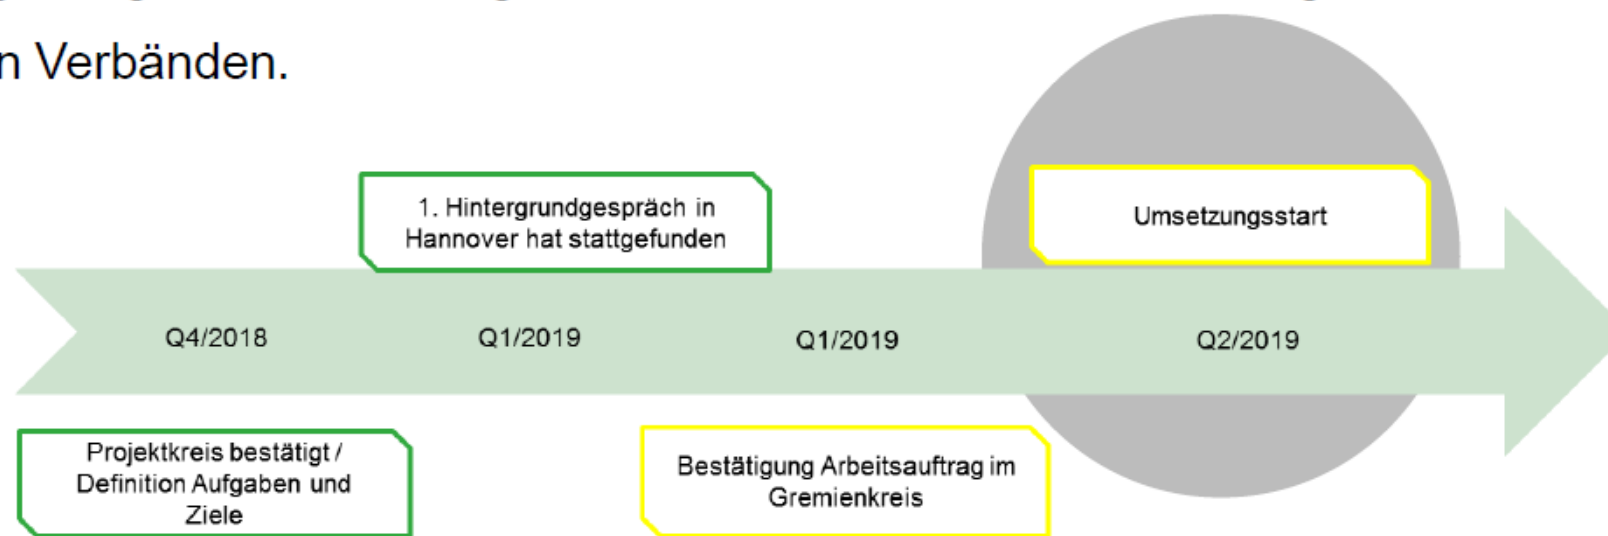 n Verbänden.
1. Hintergrundgespräch in
Hannover hat stattgefunden
Umsetzungsstart
Q4/2018
Q1/2019
Q1/2019
Q2/2019
Projektkreis bestätigt /
Definition Aufgaben und
Ziele
Bestätigung Arbeitsauftrag im
Gremienkreis